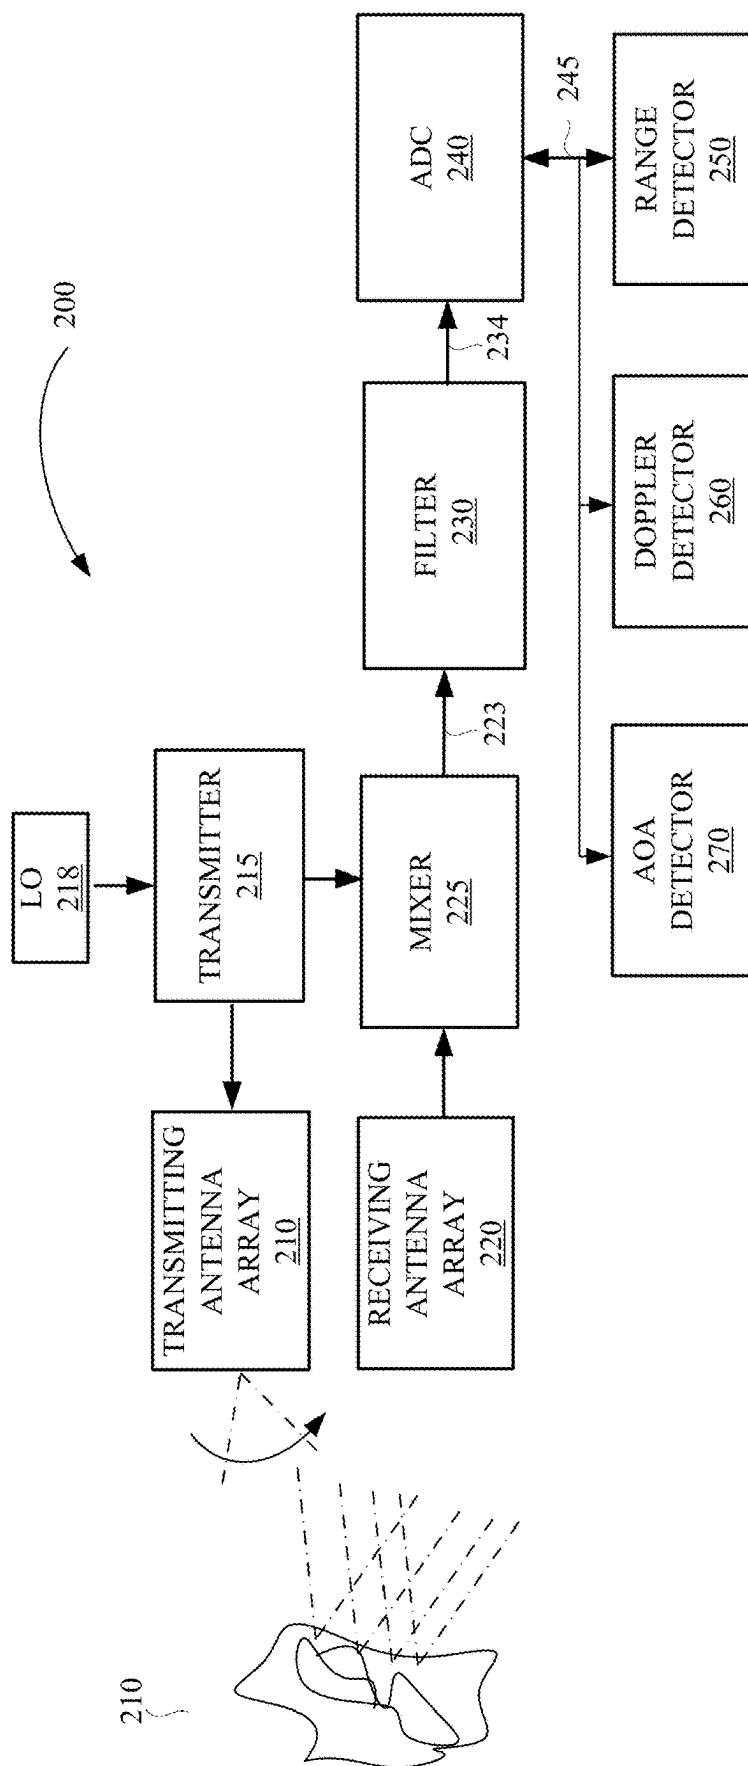 200
LO
218
TRANSMITTER
215
TRANSMITTING
ANTENNA
ARRAY
210
RECEIVING
ANTENNA
ARRAY
220
MIXER
225
223
FILTER
230
234
ADC
240
245
RANGE
DETECTOR
250
DOPPLER
DETECTOR
260
AOA
DETECTOR
270
210